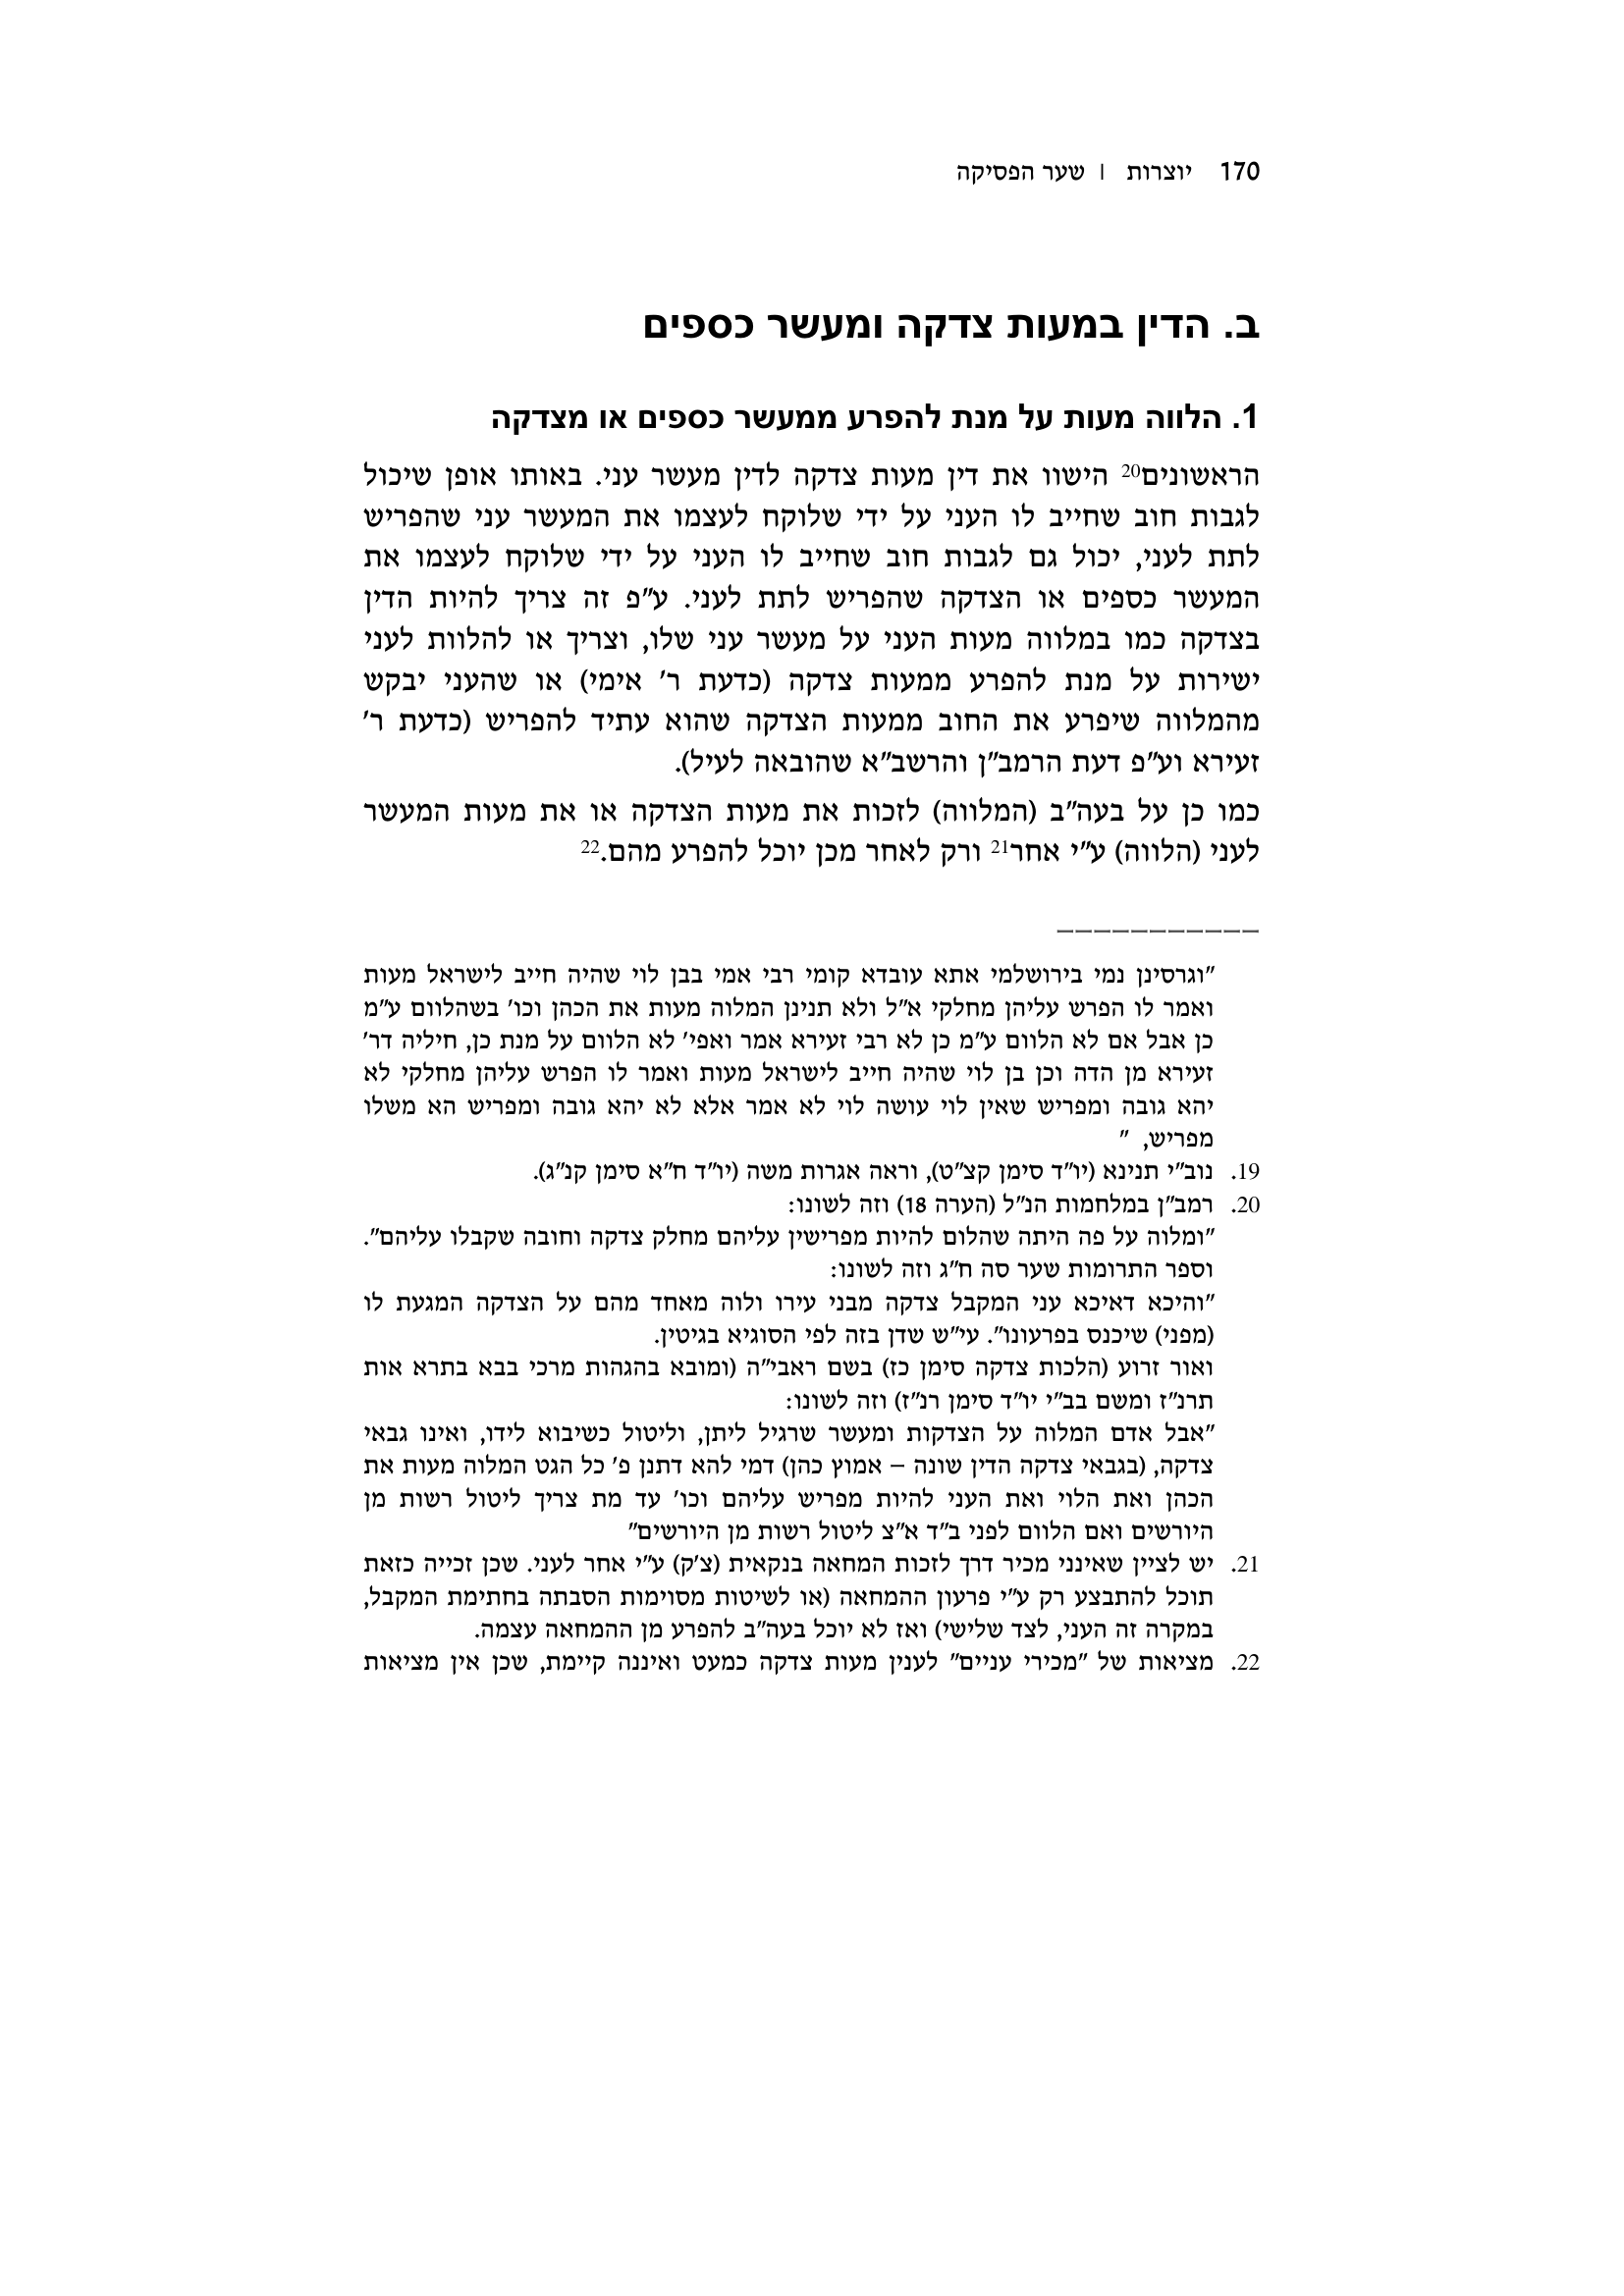 170 יוצרות | שער הפסיקה
ב. הדין במעות צדקה ומעשר כספים
1. הלווה מעות על מנת להפרע ממעשר כספים או מצדקה
הראשונים20 הישוו את דין מעות צדקה לדין מעשר עני. באותו אופן שיכול
לגבות חוב שחייב לו העני על ידי שלוקח לעצמו את המעשר עני שהפריש
לתת לעני, יכול גם לגבות חוב שחייב לו העני על ידי שלוקח לעצמו את
המעשר כספים או הצדקה שהפריש לתת לעני. ע״פ זה צריך להיות הדין
בצדקה כמו במלווה מעות העני על מעשר עני שלו, וצריך או להלוות לעני
ישירות על מנת להפרע ממעות צדקה (כדעת ר׳ אימי) או שהעני יבקש
מהמלווה שיפרע את החוב ממעות הצדקה שהוא עתיד להפריש (כדעת ר׳
זעירא וע״פ דעת הרמב״ן והרשב״א שהובאה לעיל).
כמו כן על בעה״ב (המלווה) לזכות את מעות הצדקה או את מעות המעשר
לעני (הלווה) ע״י אחר21 ורק לאחר מכן יוכל להפרע מהם.22
–––––––––––
״וגרסינן נמי בירושלמי אתא עובדא קומי רבי אמי בבן לוי שהיה חייב לישראל מעות
ואמר לו הפרש עליהן מחלקי א״ל ולא תנינן המלוה מעות את הכהן וכו׳ בשהלוום ע״מ
כן אבל אם לא הלוום ע״מ כן לא רבי זעירא אמר ואפי׳ לא הלוום על מנת כן, חיליה דר׳
זעירא מן הדה וכן בן לוי שהיה חייב לישראל מעות ואמר לו הפרש עליהן מחלקי לא
יהא גובה ומפריש שאין לוי עושה לוי לא אמר אלא לא יהא גובה ומפריש הא משלו
מפריש, ״
19. נוב״י תנינא (יו״ד סימן קצ״ט), וראה אגרות משה (יו״ד ח״א סימן קנ״ג).
20. רמב״ן במלחמות הנ״ל (הערה 18) וזה לשונו:
״ומלוה על פה היתה שהלום להיות מפרישין עליהם מחלק צדקה וחובה שקבלו עליהם״.
וספר התרומות שער סה ח״ג וזה לשונו:
״והיכא דאיכא עני המקבל צדקה מבני עירו ולוה מאחד מהם על הצדקה המגעת לו
(מפני) שיכנס בפרעונו״. עי״ש שדן בזה לפי הסוגיא בגיטין.
ואור זרוע (הלכות צדקה סימן כז) בשם ראבי״ה (ומובא בהגהות מרכי בבא בתרא אות
תרנ״ז ומשם בב״י יו״ד סימן רנ״ז) וזה לשונו:
״אבל אדם המלוה על הצדקות ומעשר שרגיל ליתן, וליטול כשיבוא לידו, ואינו גבאי
צדקה, (בגבאי צדקה הדין שונה – אמוץ כהן) דמי להא דתנן פ׳ כל הגט המלוה מעות את
הכהן ואת הלוי ואת העני להיות מפריש עליהם וכו׳ עד מת צריך ליטול רשות מן
היורשים ואם הלוום לפני ב״ד א״צ ליטול רשות מן היורשים״
21. יש לציין שאינני מכיר דרך לזכות המחאה בנקאית (צ׳ק) ע״י אחר לעני. שכן זכייה כזאת
תוכל להתבצע רק ע״י פרעון ההמחאה (או לשיטות מסוימות הסבתה בחתימת המקבל,
במקרה זה העני, לצד שלישי) ואז לא יוכל בעה״ב להפרע מן ההמחאה עצמה.
22. מציאות של ״מכירי עניים״ לענין מעות צדקה כמעט ואיננה קיימת, שכן אין מציאות